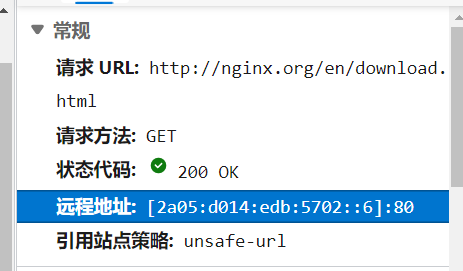 常规
请求 URL: http://nginx.org/en/download.
html
请求方法: GET
状态代码: 200 OK
远程地址: [2a05:d014:edb:5702::6]:80
引用站点策略: unsafe-url